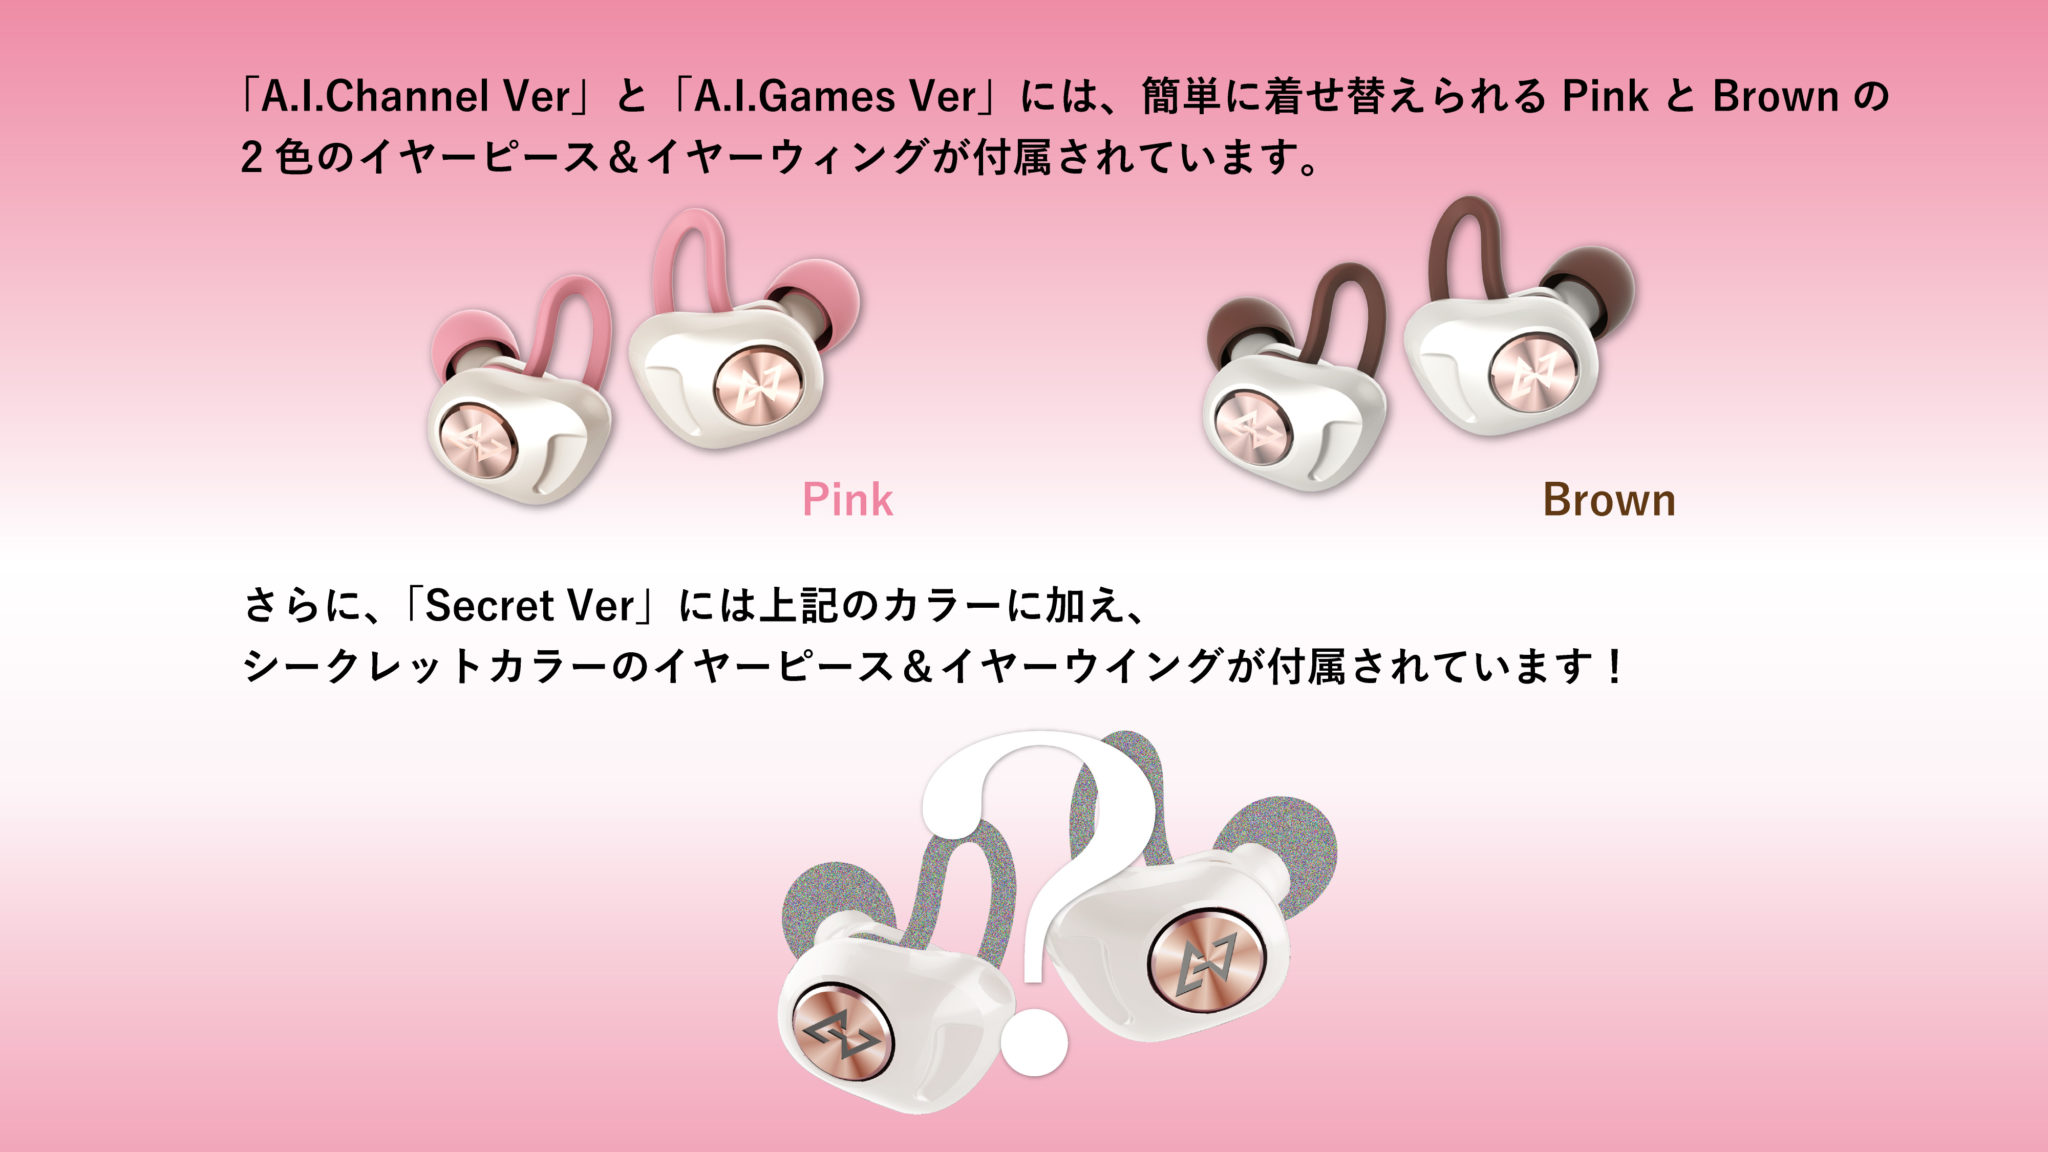 「A.I.Channel Ver」と「A.I.Games Ver」には、簡単に着せ替えられる Pink と Brown の
2 色のイヤーピース＆イヤーウィングが付属されています。
Pink
Brown
さらに、「Secret Ver」には上記のカラーに加え、
シークレットカラーのイヤーピース＆イヤーウイングが付属されています！
?